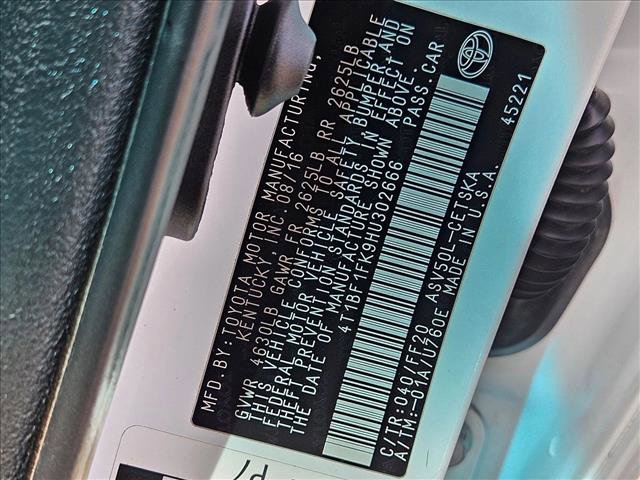 MFD. BY: TOYOTA MOTOR MANUFACTURING,
KENTUCKY, INC. 08/16
GVWR 4630LB GAWR FR 2625LB RR 2625LB
THIS VEHICLE CONFORMS TO ALL APPLICABLE
FEDERAL MOTOR VEHICLE SAFETY, BUMPER, AND
THEFT PREVENTION STANDARDS IN EFFECT ON
THE DATE OF MANUFACTURE SHOWN ABOVE.
4T1BF1FK9HU302666 PASS. CAR
C/TR:040/FF20 ASV50L-CETSKA
A/TM:-01A/U760E MADE IN U.S.A.
45221